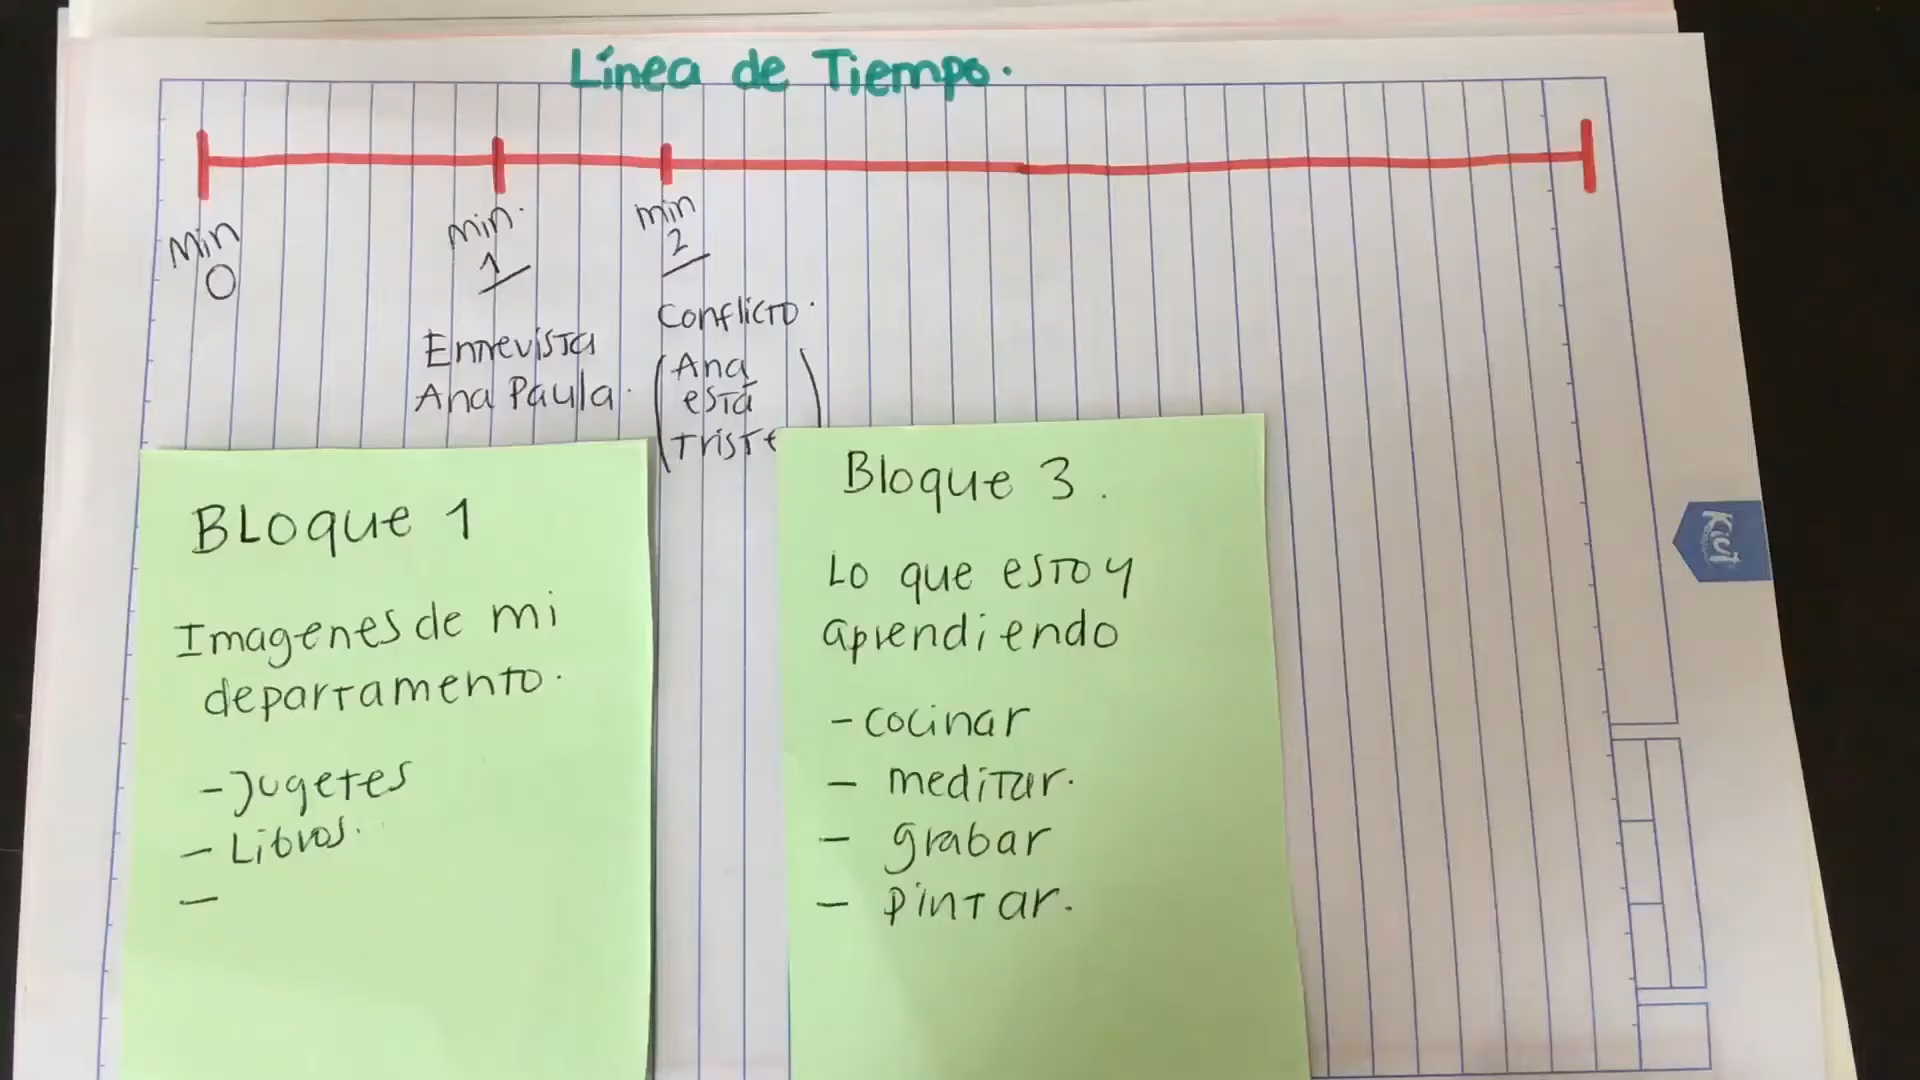 Línea de Tiempo.
Min
0
min.
1
min
2
Entrevista
Ana Paula.
Conflicto.
(Ana
está
Triste)
BLoque 1
Imagenes de mi
departamento.
- Jugetes
- Libros.
-
Bloque 3.
Lo que estoy
aprendiendo
- cocinar
- meditar.
- grabar
- pintar.
Kiut